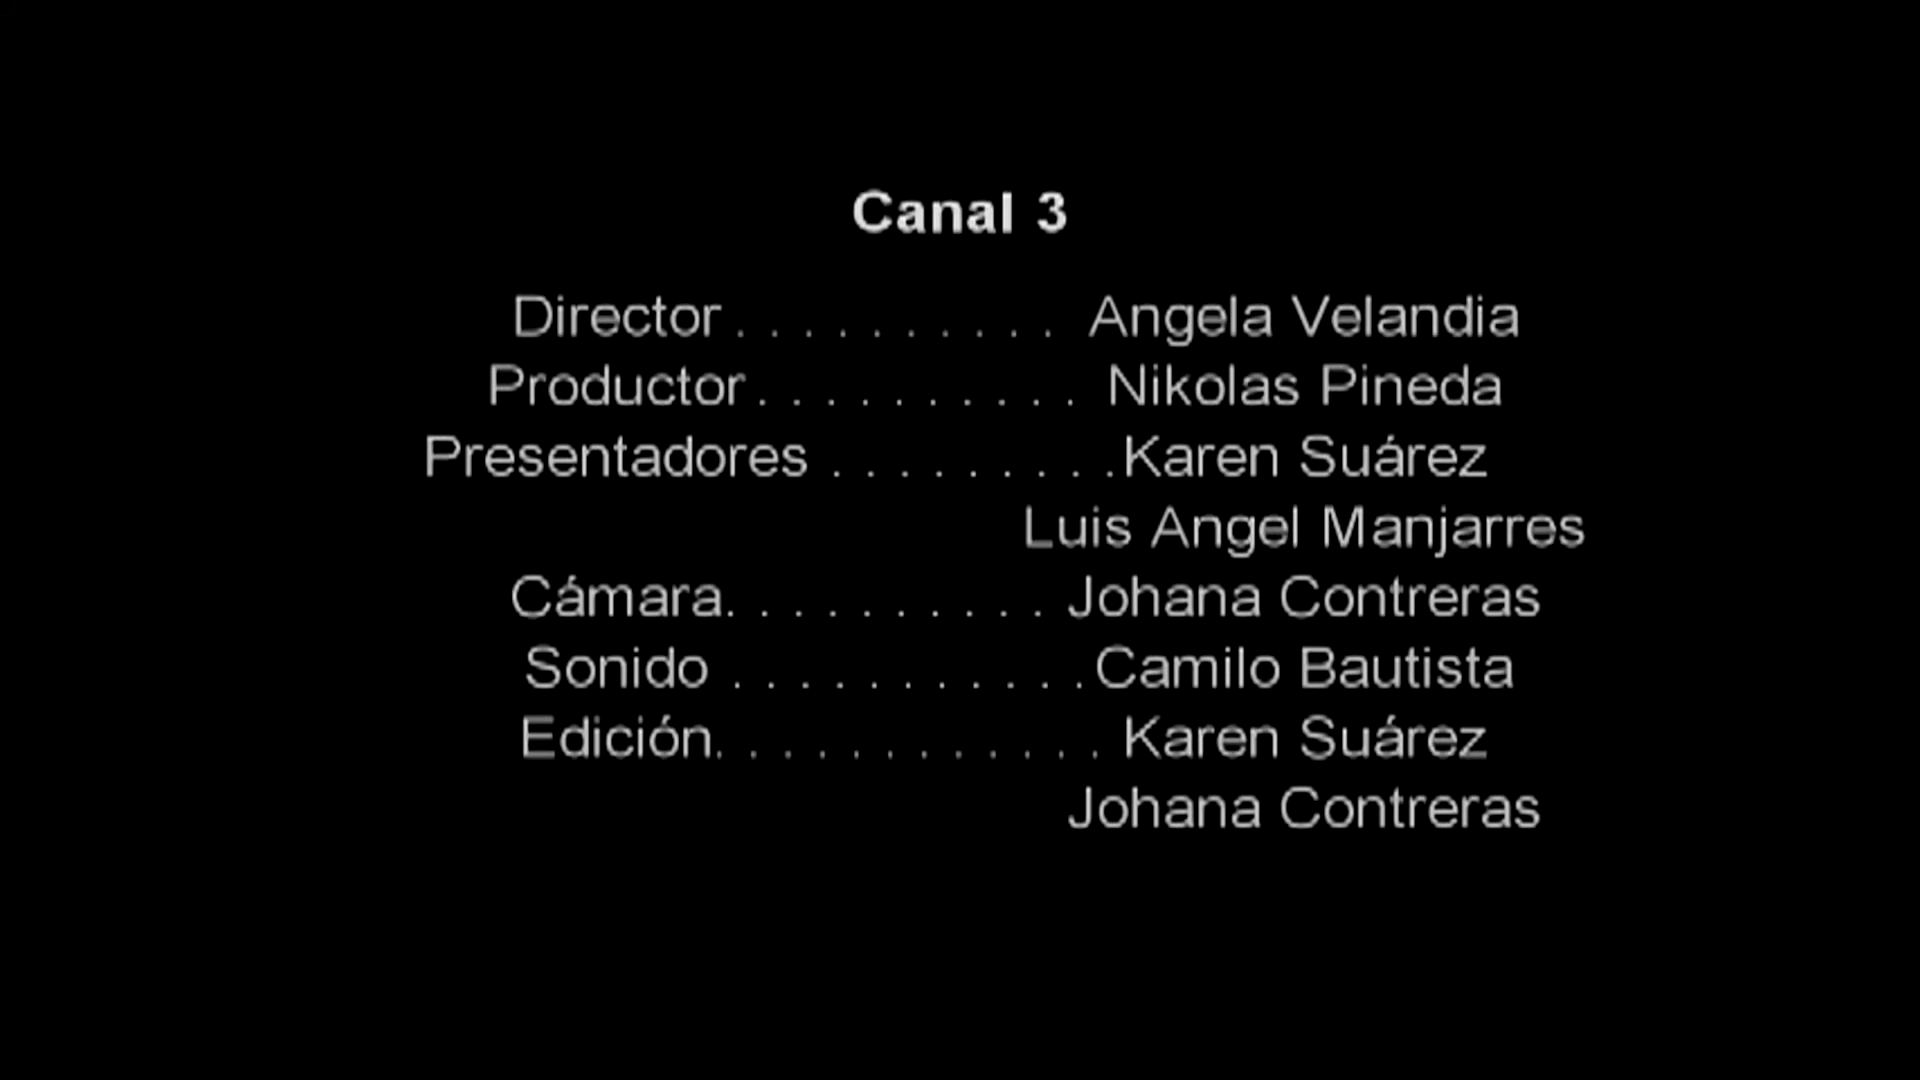 Canal 3
Director . . . . . . . . . . Angela Velandia
Productor . . . . . . . . . . Nikolas Pineda
Presentadores . . . . . . . . . Karen Suárez
Luis Angel Manjarres
Cámara. . . . . . . . . . Johana Contreras
Sonido . . . . . . . . . . . Camilo Bautista
Edición. . . . . . . . . . . . Karen Suárez
Johana Contreras